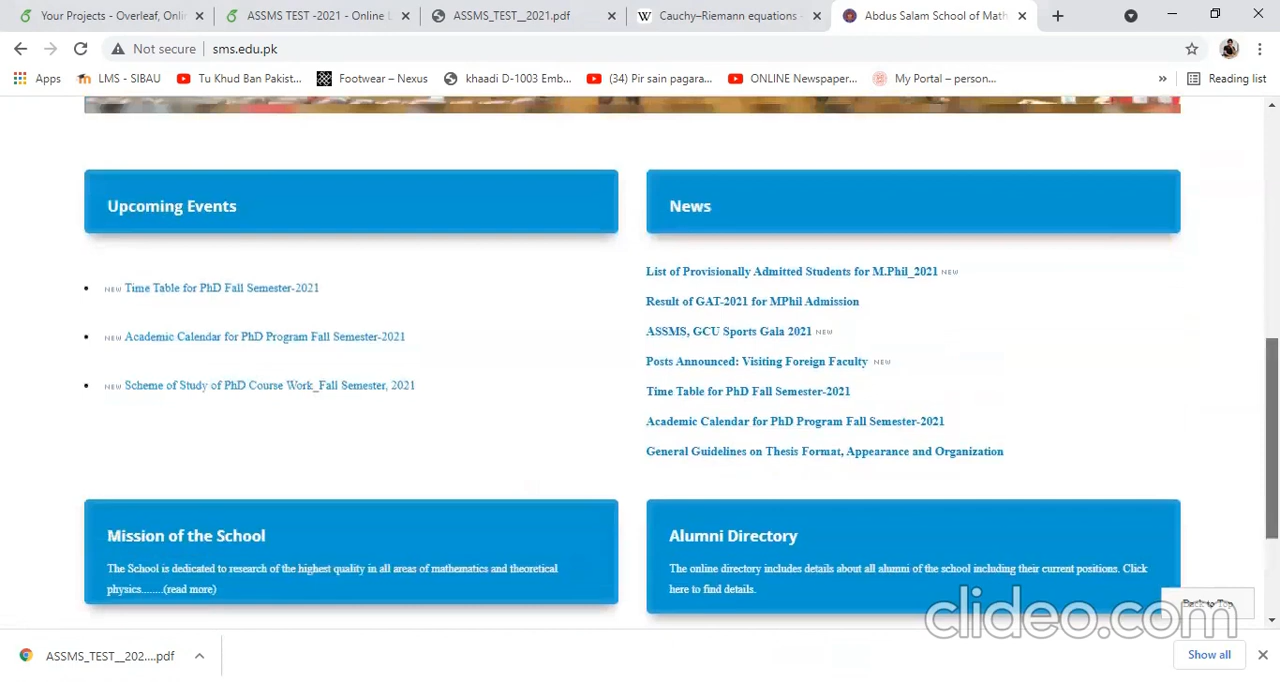 Your Projects - Overleaf, Onlin
ASSMS TEST -2021 - Online L
ASSMS_TEST__2021.pdf
Cauchy–Riemann equations -
Abdus Salam School of Math
Not secure
sms.edu.pk
Apps
LMS - SIBAU
Tu Khud Ban Pakist...
Footwear – Nexus
khaadi D-1003 Emb...
(34) Pir sain pagara...
ONLINE Newspaper...
My Portal – person...
»
Reading list
Upcoming Events
News
NEW Time Table for PhD Fall Semester-2021
NEW Academic Calendar for PhD Program Fall Semester-2021
NEW Scheme of Study of PhD Course Work_Fall Semester, 2021
List of Provisionally Admitted Students for M.Phil_2021 NEW
Result of GAT-2021 for MPhil Admission
ASSMS, GCU Sports Gala 2021 NEW
Posts Announced: Visiting Foreign Faculty NEW
Time Table for PhD Fall Semester-2021
Academic Calendar for PhD Program Fall Semester-2021
General Guidelines on Thesis Format, Appearance and Organization
Mission of the School
The School is dedicated to research of the highest quality in all areas of mathematics and theoretical
physics........(read more)
Alumni Directory
The online directory includes details about all alumni of the school including their current positions. Click
here to find details.
Back to Top
clideo.com
ASSMS_TEST__202....pdf
Show all